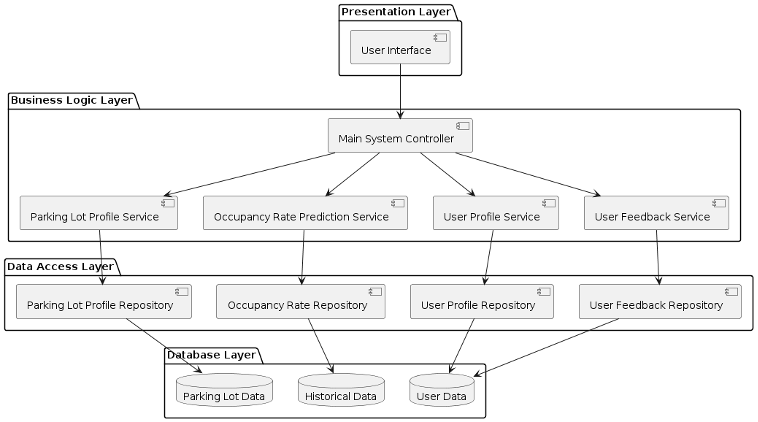 Presentation Layer
User Interface
Business Logic Layer
Main System Controller
Parking Lot Profile Service
Occupancy Rate Prediction Service
User Profile Service
User Feedback Service
Data Access Layer
Parking Lot Profile Repository
Occupancy Rate Repository
User Profile Repository
User Feedback Repository
Database Layer
Parking Lot Data
Historical Data
User Data